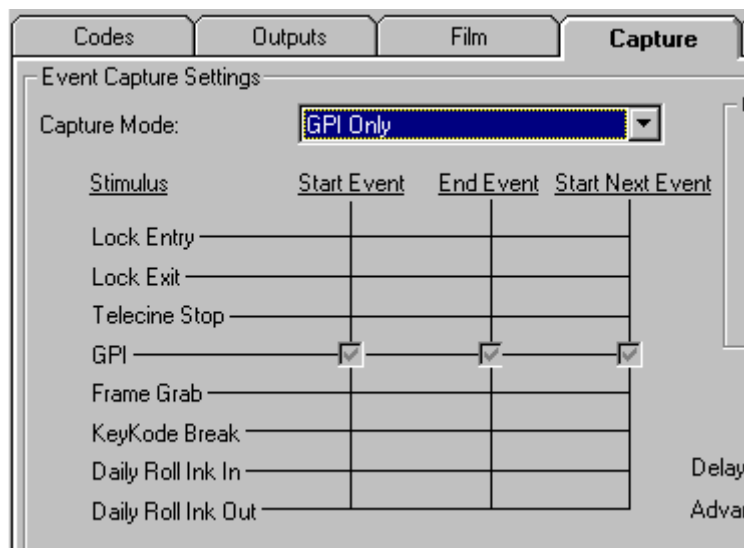 Codes Outputs Film Capture
Event Capture Settings
Capture Mode: GPI Only
Stimulus Start Event End Event Start Next Event
Lock Entry
Lock Exit
Telecine Stop
GPI
Frame Grab
KeyKode Break
Daily Roll Ink In
Delay
Daily Roll Ink Out